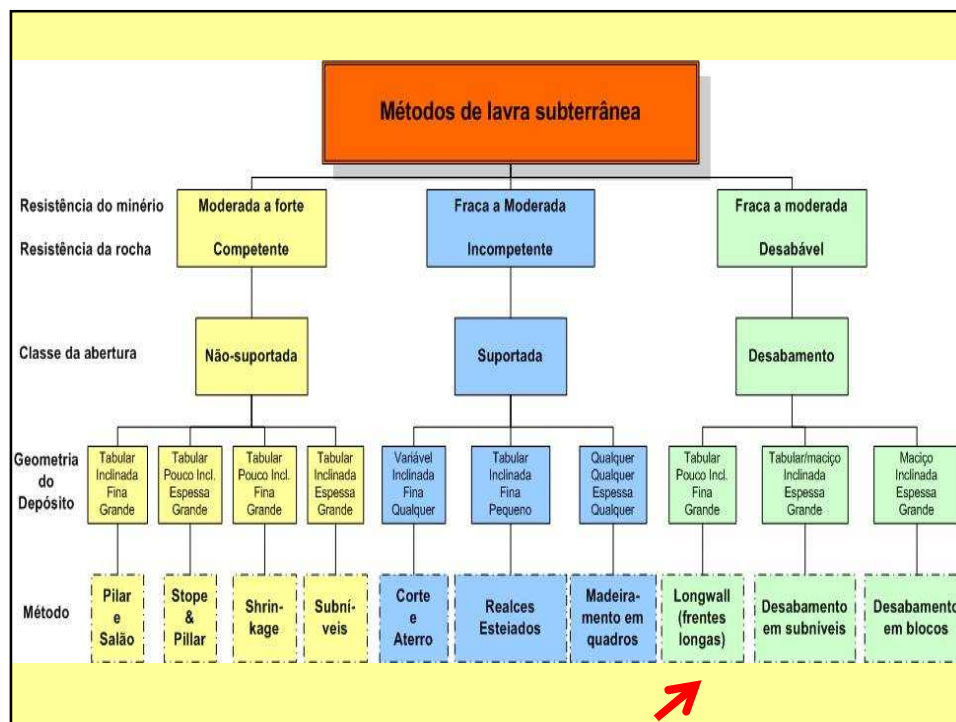 Métodos de lavra subterrânea
Resistência do minério
Moderada a forte
Fraca a Moderada
Fraca a moderada
Resistência da rocha
Competente
Incompetente
Desabável
Classe da abertura
Não-suportada
Suportada
Desabamento
Geometria
do
Depósito
Tabular
Inclinada
Fina
Grande
Tabular
Pouco Incl.
Espessa
Grande
Tabular
Pouco Incl.
Fina
Grande
Tabular
Inclinada
Espessa
Grande
Variável
Inclinada
Fina
Qualquer
Tabular
Inclinada
Fina
Pequeno
Qualquer
Qualquer
Espessa
Qualquer
Tabular
Pouco Incl.
Fina
Grande
Tabular/maciço
Inclinada
Espessa
Grande
Maciço
Inclinada
Espessa
Grande
Método
Pilar
e
Salão
Stope
&
Pillar
Shrin-
kage
Subní-
veis
Corte
e
Aterro
Realces
Esteiados
Madeira-
mento em
quadros
Longwall
(frentes
longas)
Desabamento
em subníveis
Desabamento
em blocos